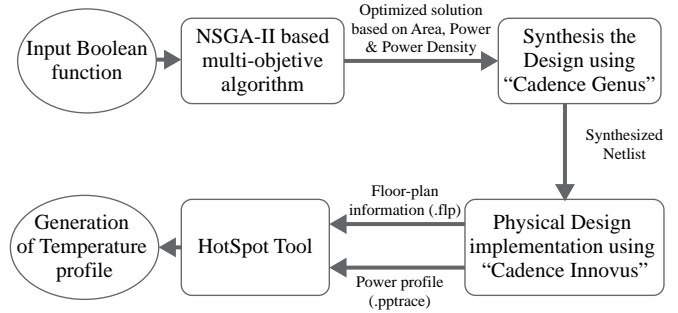 Input Boolean
function
NSGA-II based
multi-objetive
algorithm
Optimized solution
based on Area, Power
& Power Density
Synthesis the
Design using
“Cadence Genus”
Synthesized
Netlist
Physical Design
implementation using
“Cadence Innovus”
Floor-plan
information (.flp)
Power profile
(.pptrace)
HotSpot Tool
Generation
of Temperature
profile